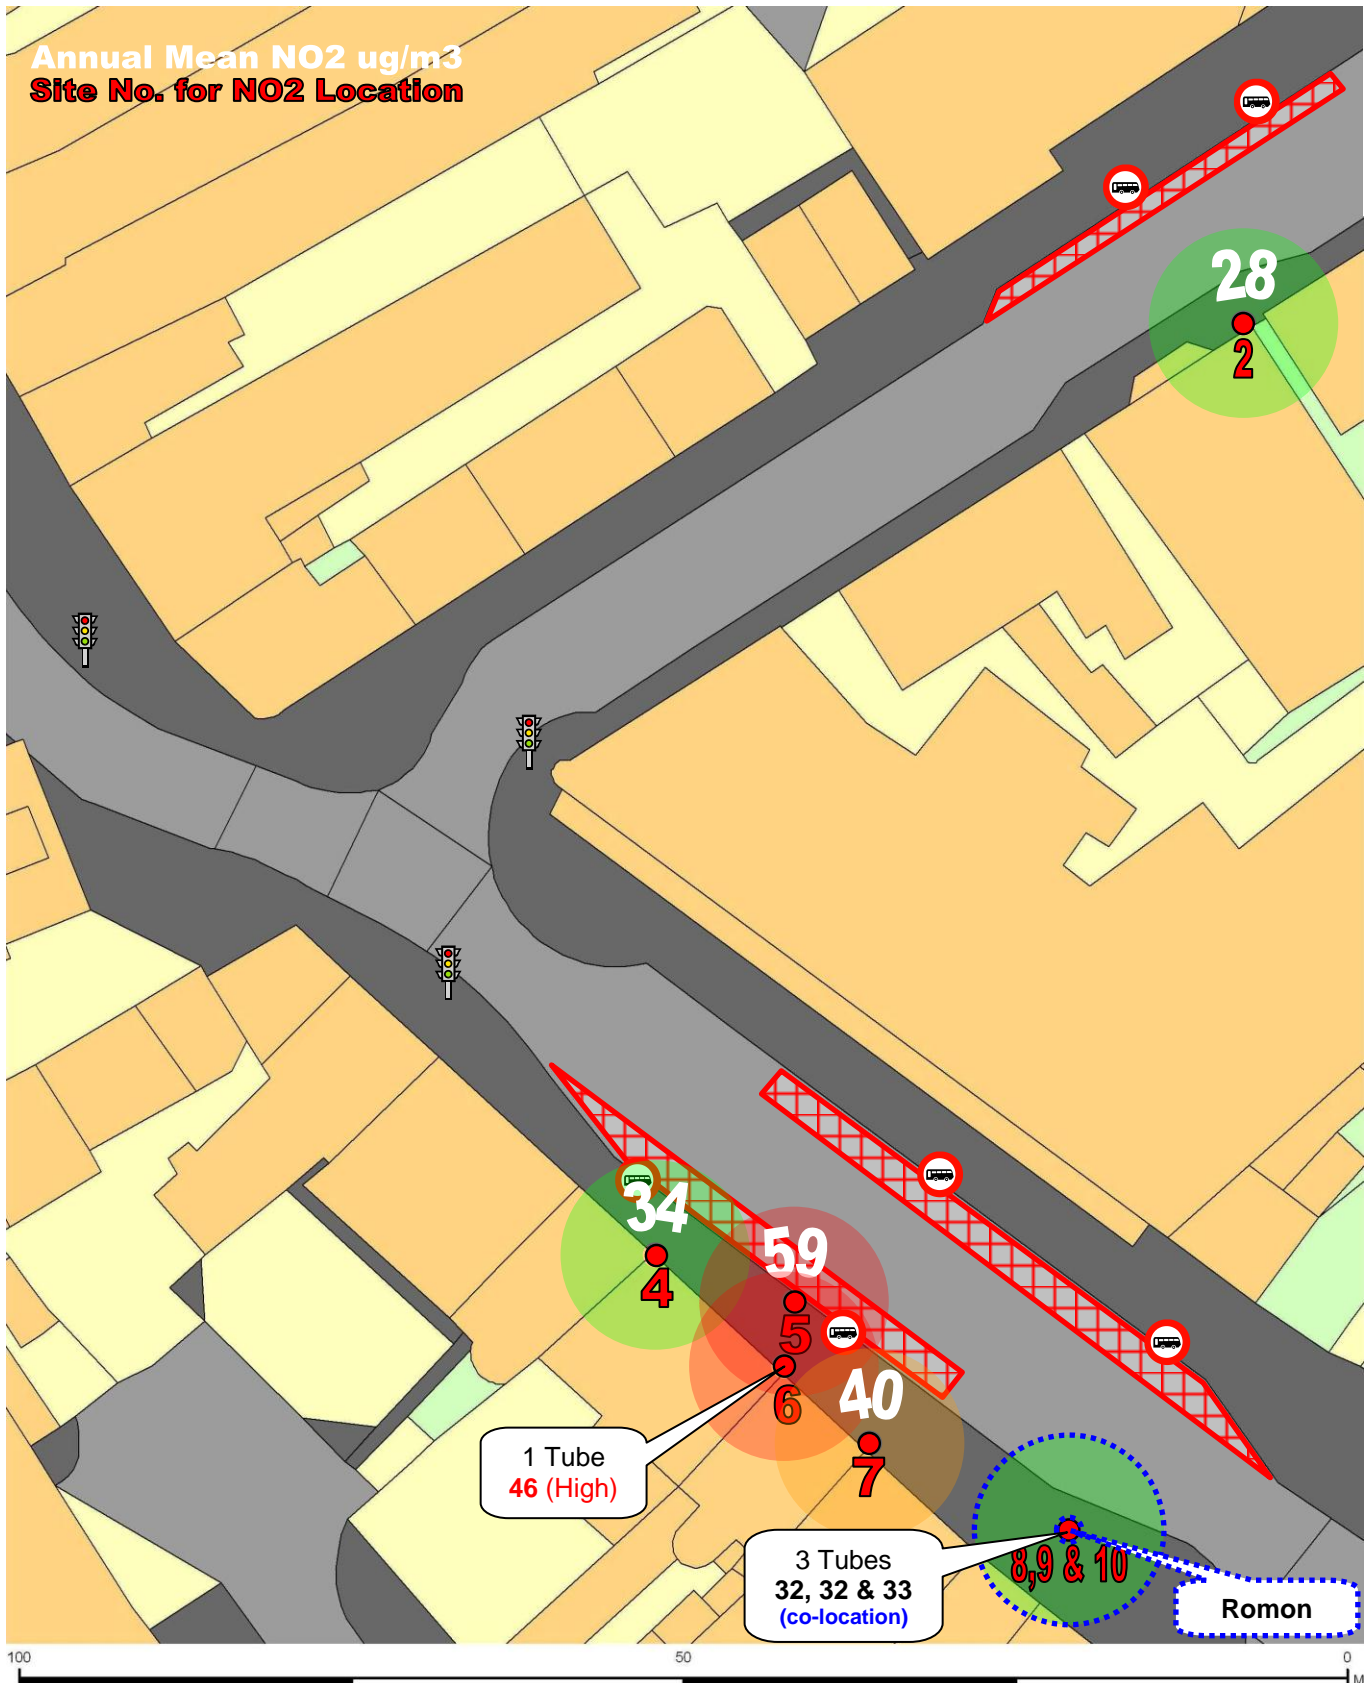 Annual Mean NO2 ug/m3
Site No. for NO2 Location
28
2
34
4
59
5
6
40
7
1 Tube
46 (High)
3 Tubes
32, 32 & 33
(co-location)
8,9 & 10
Romon
100
50
0
M